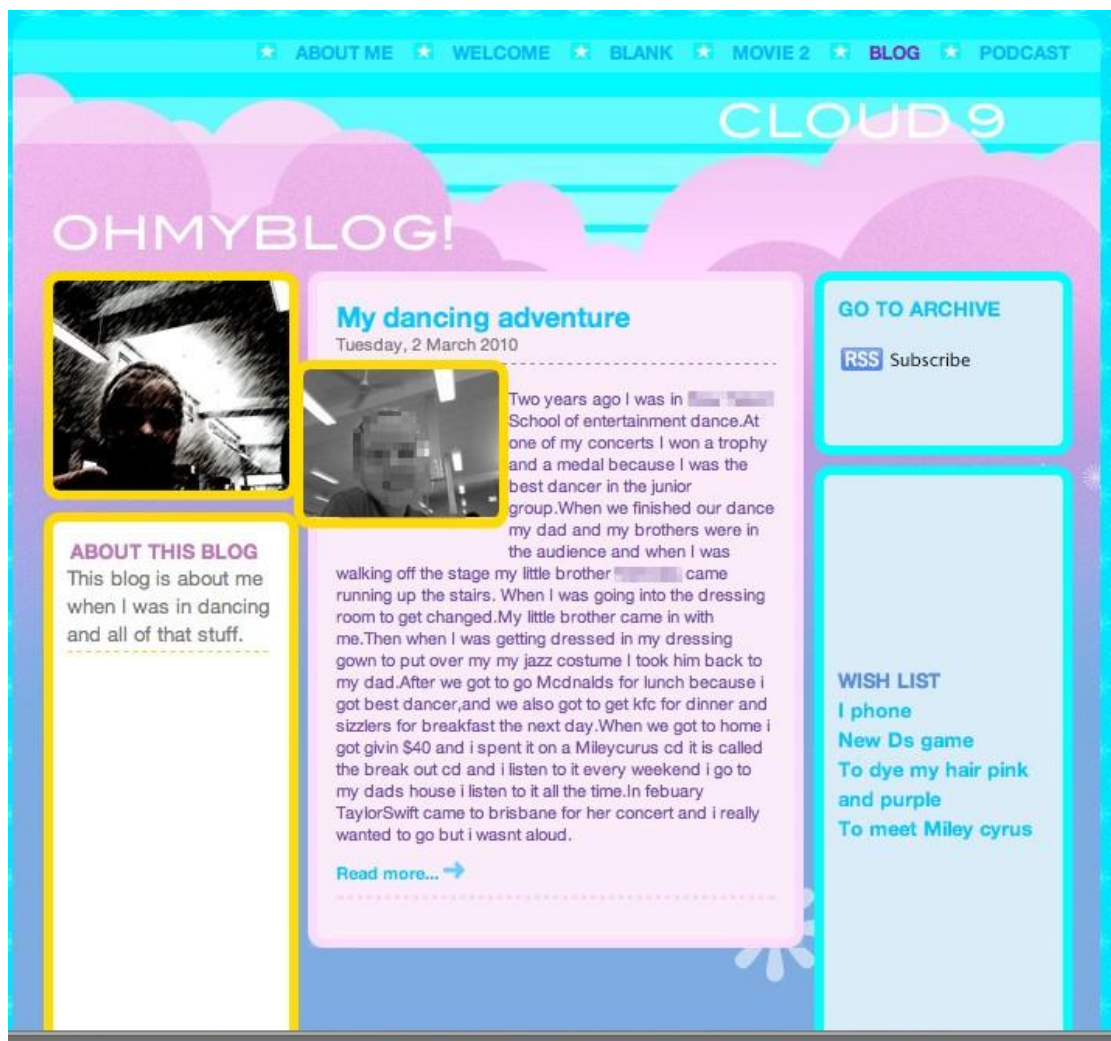 ABOUT ME WELCOME BLANK MOVIE 2 BLOG PODCAST
CLOUD 9
OHMYBLOG!
ABOUT THIS BLOG
This blog is about me
when I was in dancing
and all of that stuff.
My dancing adventure
Tuesday, 2 March 2010
Two years ago I was in
School of entertainment dance.At
one of my concerts I won a trophy
and a medal because I was the
best dancer in the junior
group.When we finished our dance
my dad and my brothers were in
the audience and when I was
walking off the stage my little brother came
running up the stairs. When I was going into the dressing
room to get changed.My little brother came in with
me.Then when I was getting dressed in my dressing
gown to put over my my jazz costume I took him back to
my dad.After we got to go Mcdnalds for lunch because i
got best dancer,and we also got to get kfc for dinner and
sizzlers for breakfast the next day.When we got to home i
got givin $40 and i spent it on a Mileycurus cd it is called
the break out cd and i listen to it every weekend i go to
my dads house i listen to it all the time.In febuary
TaylorSwift came to brisbane for her concert and i really
wanted to go but i wasnt aloud.
Read more...
GO TO ARCHIVE
RSS Subscribe
WISH LIST
I phone
New Ds game
To dye my hair pink
and purple
To meet Miley cyrus